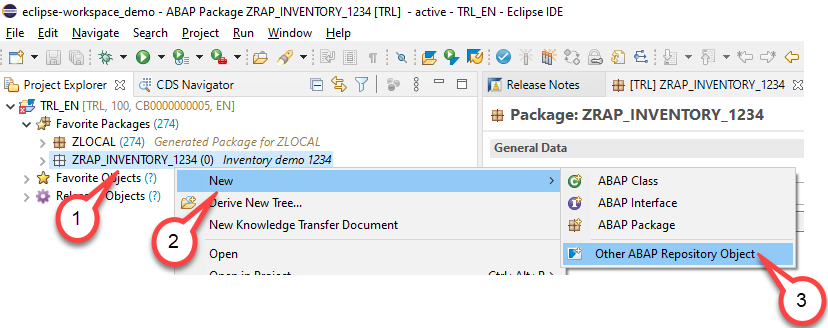 eclipse-workspace_demo - ABAP Package ZRAP_INVENTORY_1234 [TRL] - active - TRL_EN - Eclipse IDE
File Edit Navigate Search Project Run Window Help
Project Explorer CDS Navigator
Release Notes [TRL] ZRAP_INVENTORY_1234
TRL_EN [TRL, 100, CB0000000005, EN]
Package: ZRAP_INVENTORY_1234
Favorite Packages (274)
ZLOCAL (274) Generated Package for ZLOCAL
General Data
ZRAP_INVENTORY_1234 (0) Inventory demo 1234
Favorite Objects (?)
Objects (?)
New
Derive New Tree...
New Knowledge Transfer Document
Open
Open in Project Ctrl+Alt+P
ABAP Class
ABAP Interface
ABAP Package
Other ABAP Repository Object
1
2
3